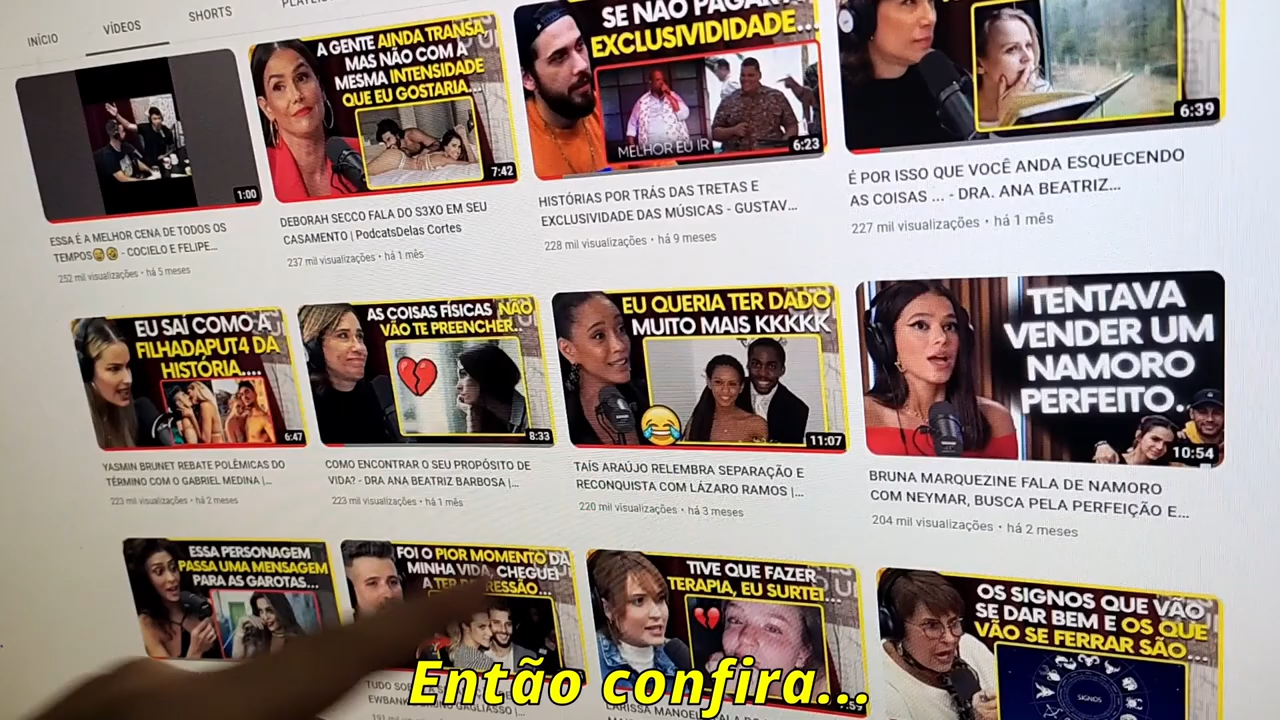 INÍCIO
VÍDEOS
SHORTS
1:00
ESSA É A MELHOR CENA DE TODOS OS
TEMPOS😂🤣 - COCIELO E FELIPE...
252 mil visualizações • há 5 meses
A GENTE AINDA TRANSA,
MAS NÃO COM A
MESMA INTENSIDADE
QUE EU GOSTARIA...
7:42
DEBORAH SECCO FALA DO S3XO EM SEU
CASAMENTO | PodcatsDelas Cortes
237 mil visualizações • há 1 mês
SE NÃO PAGAR
EXCLUSIVIDIDADE...
MELHOR EU IR
6:23
HISTÓRIAS POR TRÁS DAS TRETAS E
EXCLUSIVIDADE DAS MÚSICAS - GUSTAV...
228 mil visualizações • há 9 meses
6:39
É POR ISSO QUE VOCÊ ANDA ESQUECENDO
AS COISAS ... - DRA. ANA BEATRIZ...
227 mil visualizações • há 1 mês
EU SAÍ COMO A
FILHADAPUT4 DA
HISTÓRIA....
6:47
YASMIN BRUNET REBATE POLÊMICAS DO
TÉRMINO COM O GABRIEL MEDINA |...
223 mil visualizações • há 2 meses
AS COISAS FÍSICAS NÃO
VÃO TE PREENCHER...
8:33
COMO ENCONTRAR O SEU PROPÓSITO DE
VIDA? - DRA ANA BEATRIZ BARBOSA |...
223 mil visualizações • há 1 mês
EU QUERIA TER DADO
MUITO MAIS KKKKK
11:07
TAÍS ARAÚJO RELEMBRA SEPARAÇÃO E
RECONQUISTA COM LÁZARO RAMOS |...
220 mil visualizações • há 3 meses
TENTAVA
VENDER UM
NAMORO
PERFEITO...
10:54
BRUNA MARQUEZINE FALA DE NAMORO
COM NEYMAR, BUSCA PELA PERFEIÇÃO E...
204 mil visualizações • há 2 meses
ESSA PERSONAGEM
PASSA UMA MENSAGEM
PARA AS GAROTAS...
FOI O PIOR MOMENTO DA
MINHA VIDA, CHEGUEI
A TER DEPRESSÃO...
TIVE QUE FAZER
TERAPIA, EU SURTEI...
OS SIGNOS QUE VÃO
SE DAR BEM E OS QUE
VÃO SE FERRAR SÃO...
SIGNOS
Então confira...